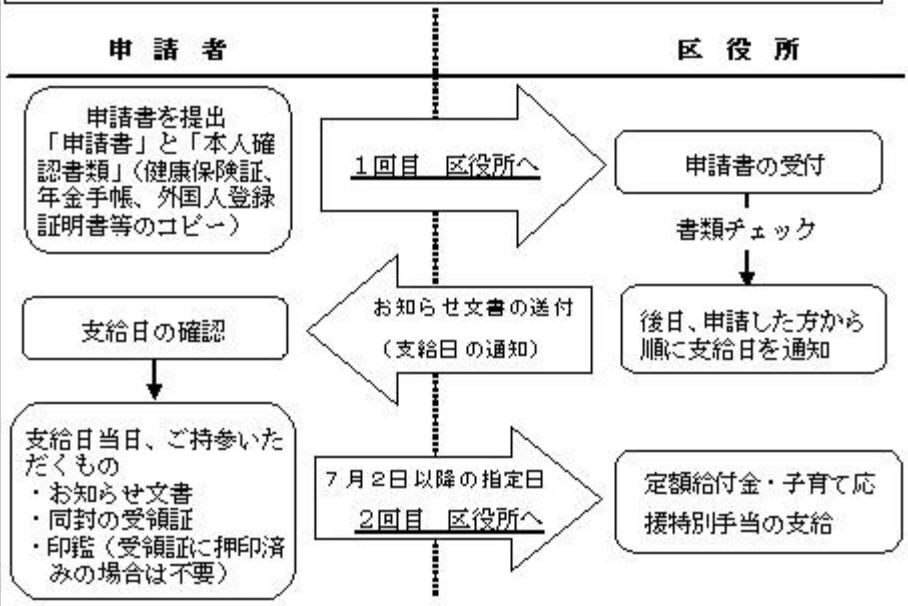 申請者
区役所
申請書を提出
「申請書」と「本人確
認書類」（健康保険証、
年金手帳、外国人登録
証明書等のコピー）
1回目　区役所へ
申請書の受付
書類チェック
後日、申請した方から
順に支給日を通知
お知らせ文書の送付
（支給日の通知）
支給日の確認
支給日当日、ご持参いた
だくもの
・お知らせ文書
・同封の受領証
・印鑑（受領証に押印済
みの場合は不要）
7月2日以降の指定日
2回目　区役所へ
定額給付金・子育て応
援特別手当の支給